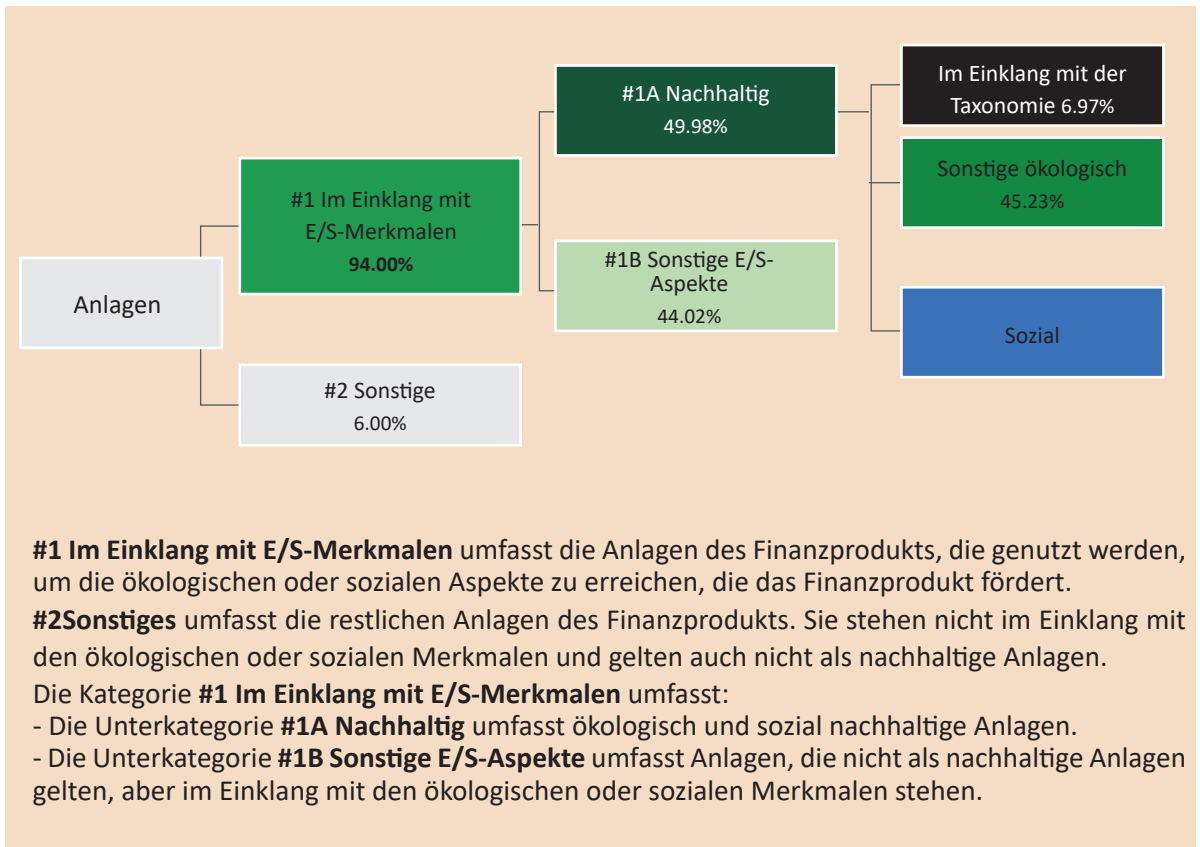 Anlagen
#1 Im Einklang mit
E/S-Merkmalen
94.00%
#2 Sonstige
6.00%
#1A Nachhaltig
49.98%
#1B Sonstige E/S-
Aspekte
44.02%
Im Einklang mit der
Taxonomie 6.97%
Sonstige ökologisch
45.23%
Sozial
#1 Im Einklang mit E/S-Merkmalen umfasst die Anlagen des Finanzprodukts, die genutzt werden,
um die ökologischen oder sozialen Aspekte zu erreichen, die das Finanzprodukt fördert.
#2Sonstiges umfasst die restlichen Anlagen des Finanzprodukts. Sie stehen nicht im Einklang mit
den ökologischen oder sozialen Merkmalen und gelten auch nicht als nachhaltige Anlagen.
Die Kategorie #1 Im Einklang mit E/S-Merkmalen umfasst:
- Die Unterkategorie #1A Nachhaltig umfasst ökologisch und sozial nachhaltige Anlagen.
- Die Unterkategorie #1B Sonstige E/S-Aspekte umfasst Anlagen, die nicht als nachhaltige Anlagen
gelten, aber im Einklang mit den ökologischen oder sozialen Merkmalen stehen.